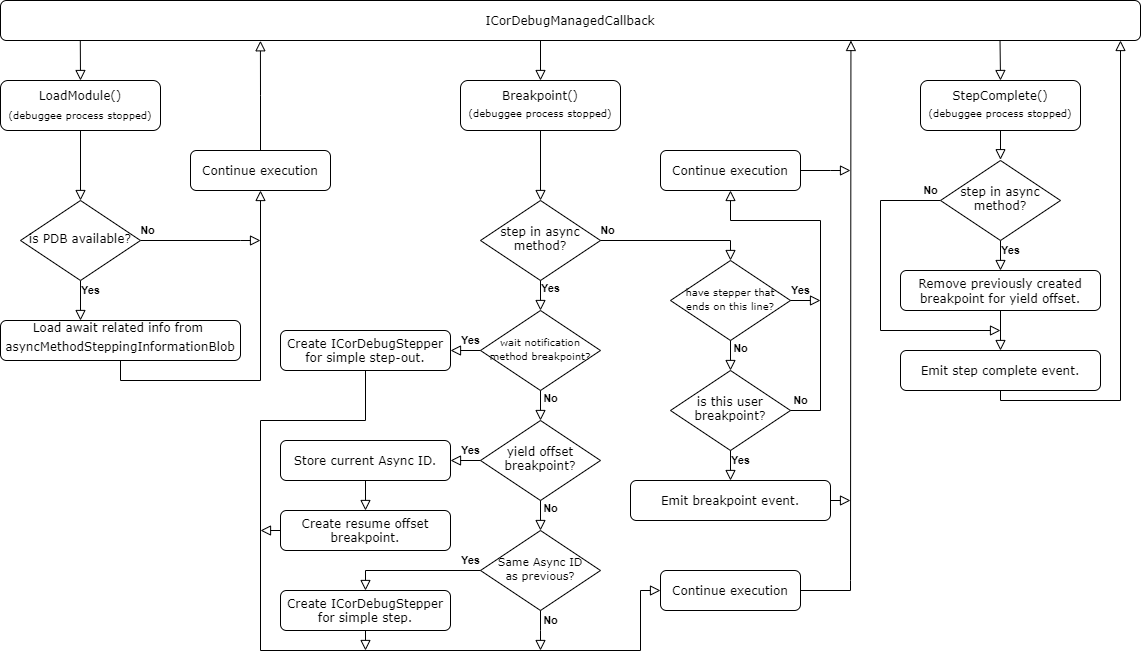 ICorDebugManagedCallback
LoadModule()
(debuggee process stopped)
is PDB available?
No
Yes
Load await related info from
asyncMethodSteppingInformationBlob
Continue execution
Breakpoint()
(debuggee process stopped)
step in async
method?
No
Yes
wait notification
method breakpoint?
Yes
No
Create ICorDebugStepper
for simple step-out.
yield offset
breakpoint?
Yes
No
Store current Async ID.
Create resume offset
breakpoint.
Same Async ID
as previous?
Yes
No
Create ICorDebugStepper
for simple step.
Continue execution
have stepper that
ends on this line?
Yes
No
is this user
breakpoint?
No
Yes
Emit breakpoint event.
Continue execution
StepComplete()
(debuggee process stopped)
step in async
method?
No
Yes
Remove previously created
breakpoint for yield offset.
Emit step complete event.